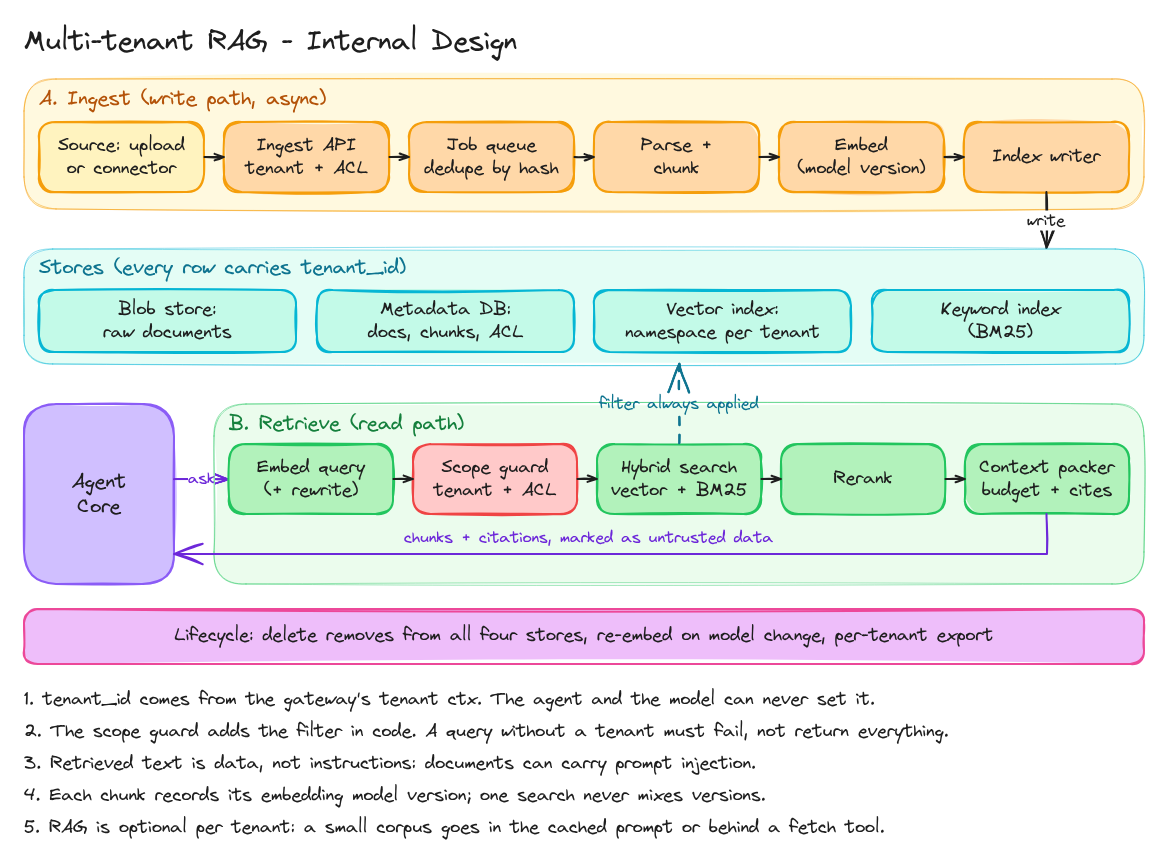 Multi-tenant RAG - Internal Design
A. Ingest (write path, async)
Source: upload
or connector
Ingest API
tenant + ACL
Job queue
dedupe by hash
Parse +
chunk
Embed
(model version)
Index writer
write
Stores (every row carries tenant_id)
Blob store:
raw documents
Metadata DB:
docs, chunks, ACL
Vector index:
namespace per tenant
Keyword index
(BM25)
filter always applied
Agent
Core
ask
B. Retrieve (read path)
Embed query
(+ rewrite)
Scope guard
tenant + ACL
Hybrid search
vector + BM25
Rerank
Context packer
budget + cites
chunks + citations, marked as untrusted data
Lifecycle: delete removes from all four stores, re-embed on model change, per-tenant export
1. tenant_id comes from the gateway's tenant ctx. The agent and the model can never set it.
2. The scope guard adds the filter in code. A query without a tenant must fail, not return everything.
3. Retrieved text is data, not instructions: documents can carry prompt injection.
4. Each chunk records its embedding model version; one search never mixes versions.
5. RAG is optional per tenant: a small corpus goes in the cached prompt or behind a fetch tool.